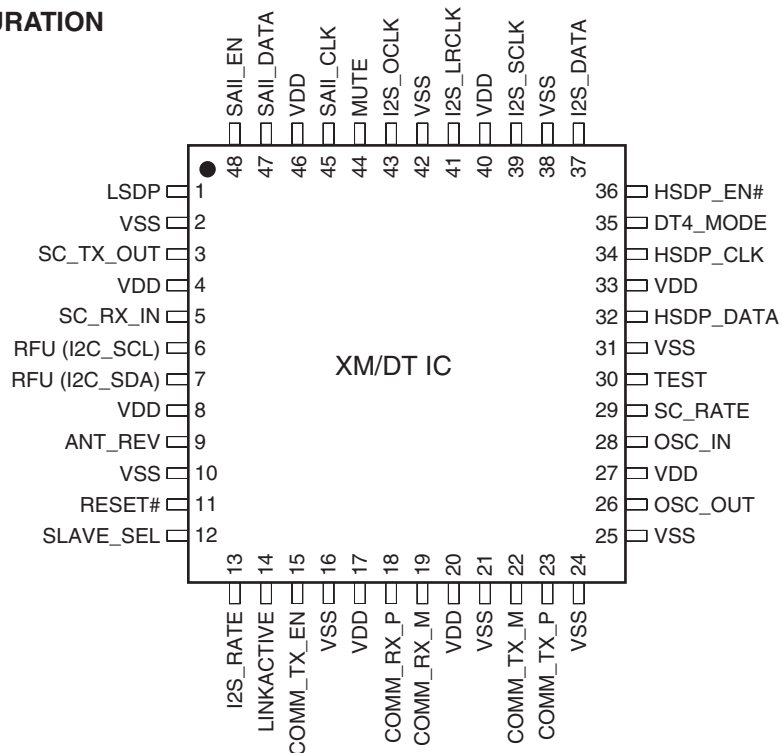 URATION
SAII_EN
SAII_DATA
VDD
SAII_CLK
MUTE
I2S_OCLK
VSS
I2S_LRCLK
VDD
I2S_SCLK
VSS
I2S_DATA
48 47 46 45 44 43 42 41 40 39 38 37
LSDP 1
VSS 2
SC_TX_OUT 3
VDD 4
SC_RX_IN 5
RFU (I2C_SCL) 6
RFU (I2C_SDA) 7
VDD 8
ANT_REV 9
VSS 10
RESET# 11
SLAVE_SEL 12
XM/DT IC
36 HSDP_EN#
35 DT4_MODE
34 HSDP_CLK
33 VDD
32 HSDP_DATA
31 VSS
30 TEST
29 SC_RATE
28 OSC_IN
27 VDD
26 OSC_OUT
25 VSS
13 14 15 16 17 18 19 20 21 22 23 24
I2S_RATE
LINKACTIVE
COMM_TX_EN
VSS
VDD
COMM_RX_P
COMM_RX_M
VDD
VSS
COMM_TX_M
COMM_TX_P
VSS